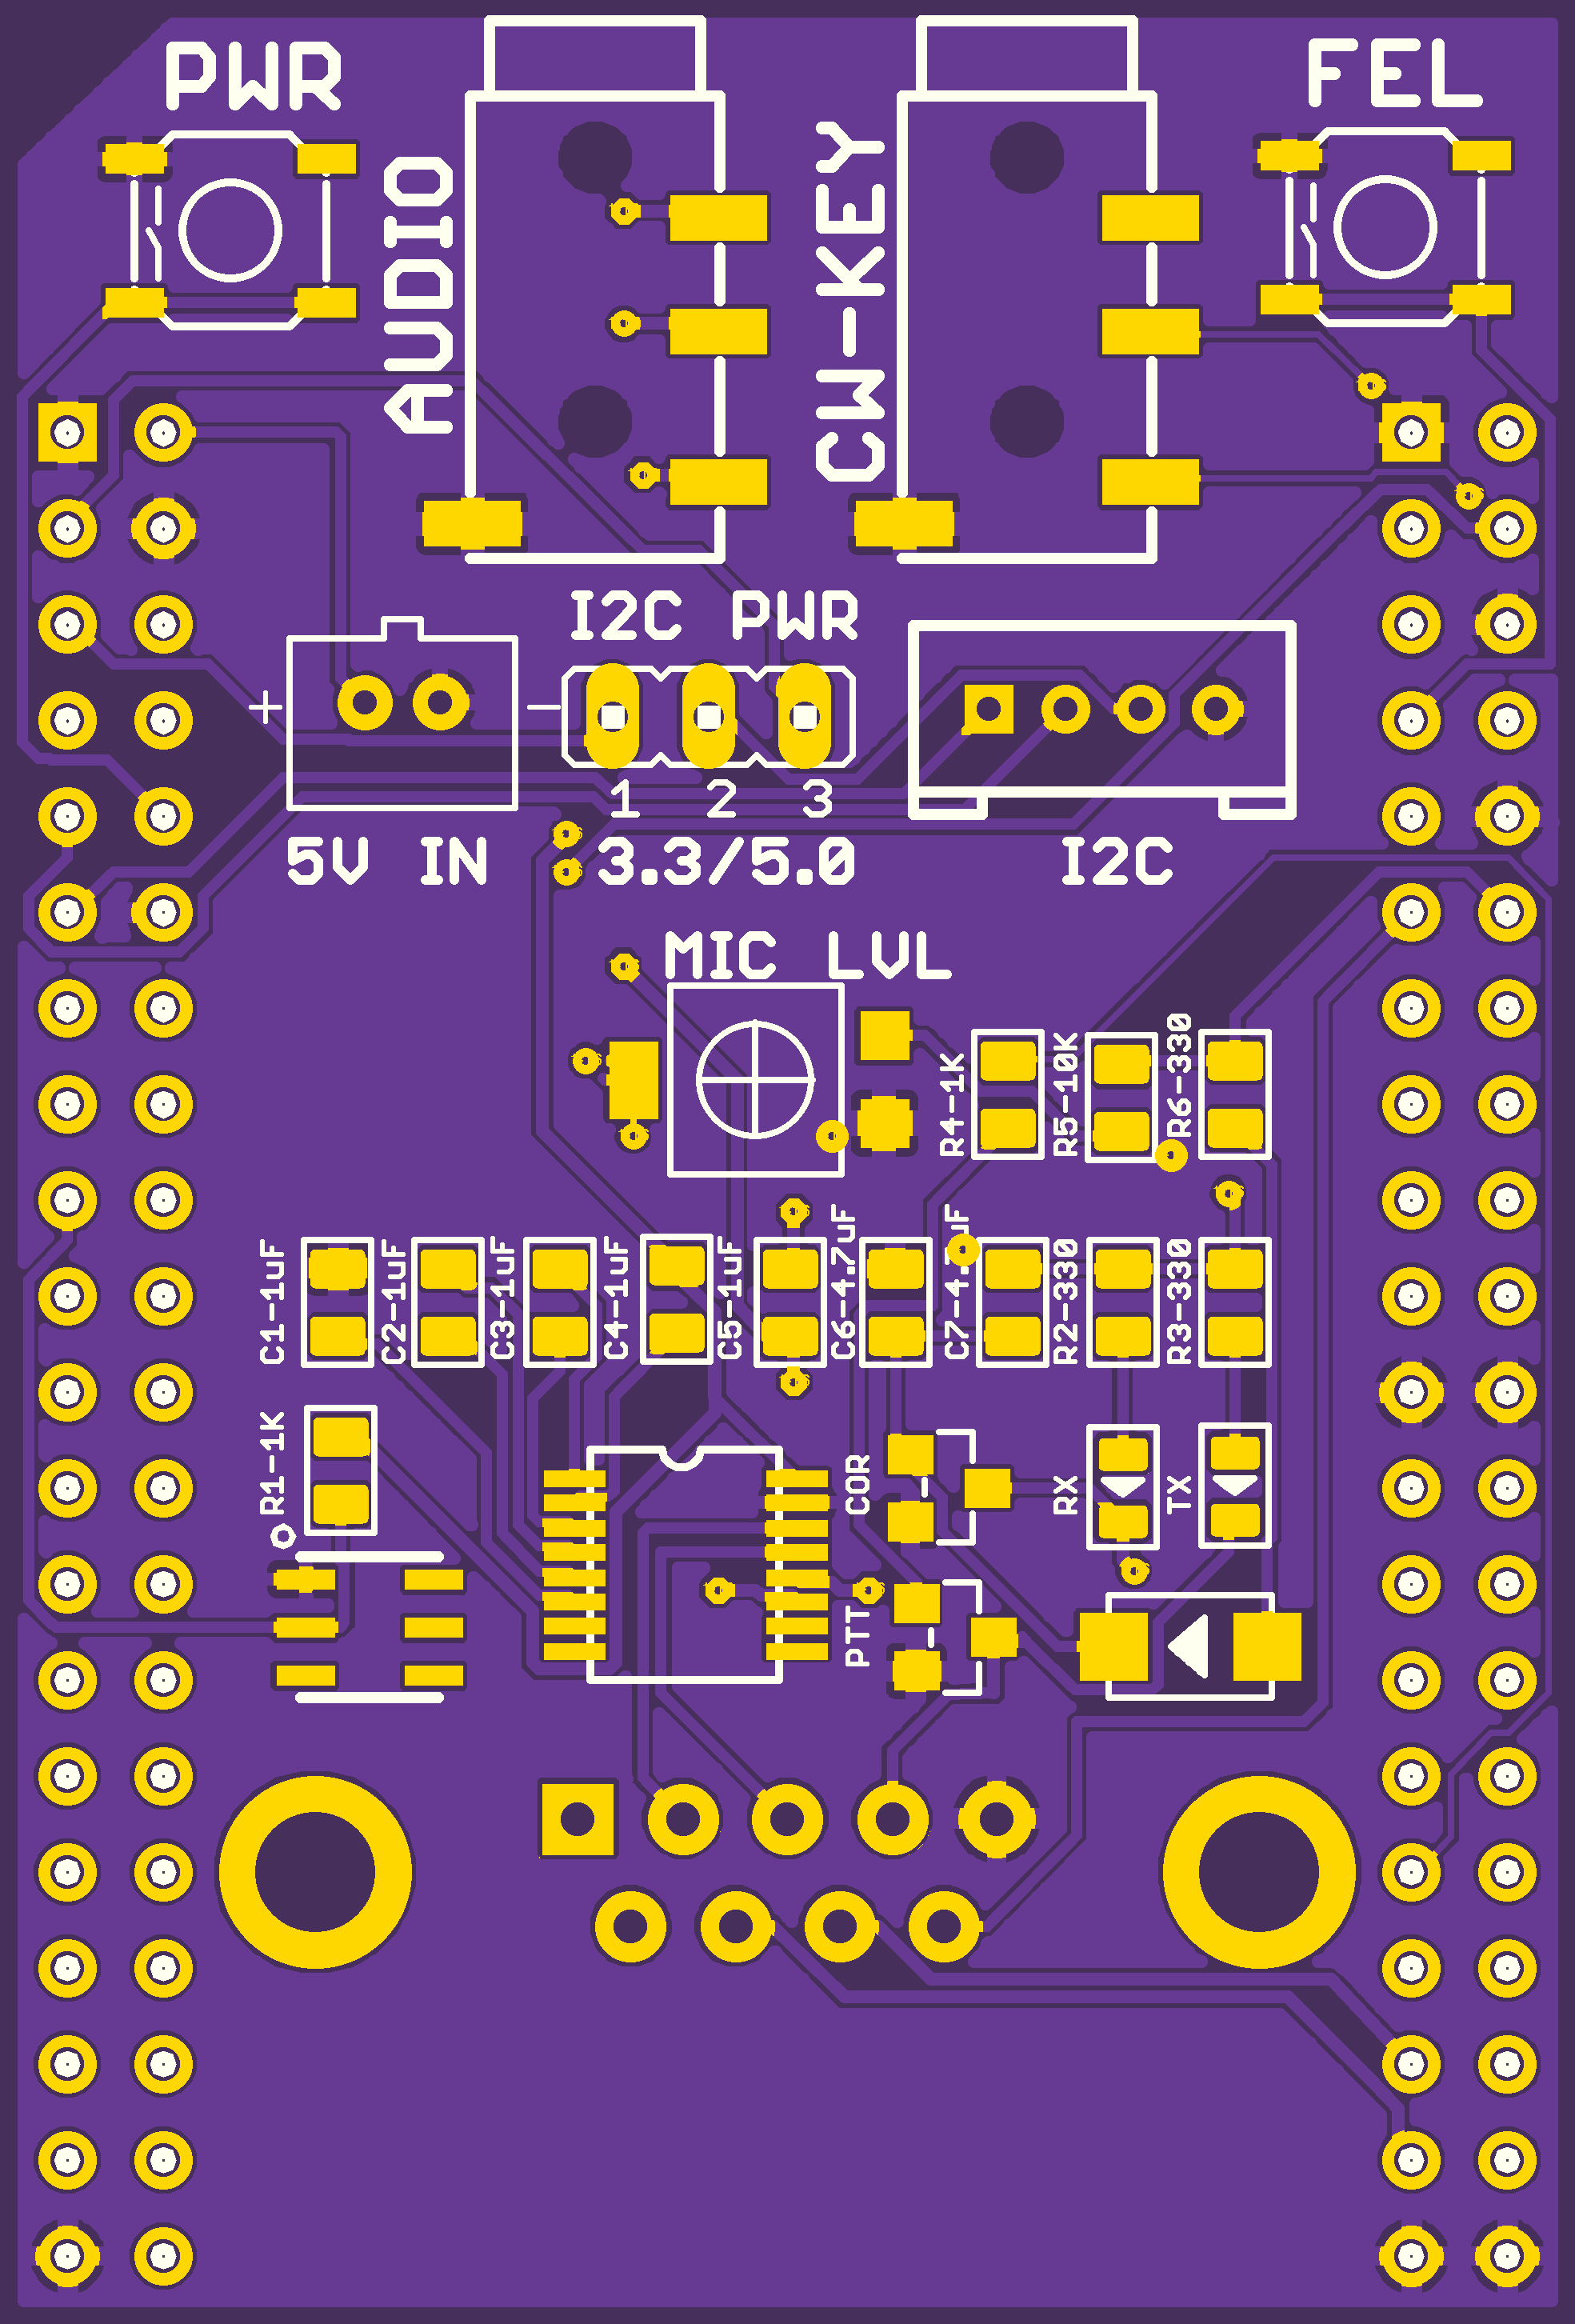 PWR
FEL
AUDIO
CW-KEY
I2C PWR
+ −
1 2 3
5V IN
3.3/5.0
I2C
MIC LVL
R4-1K
R5-10K
R6-330
C1-1uF
C2-1uF
C3-1uF
C4-1uF
C5-1uF
C6-4.7uF
C7-4.7uF
R2-330
R3-330
R1-1K
COR
RX
TX
PTT